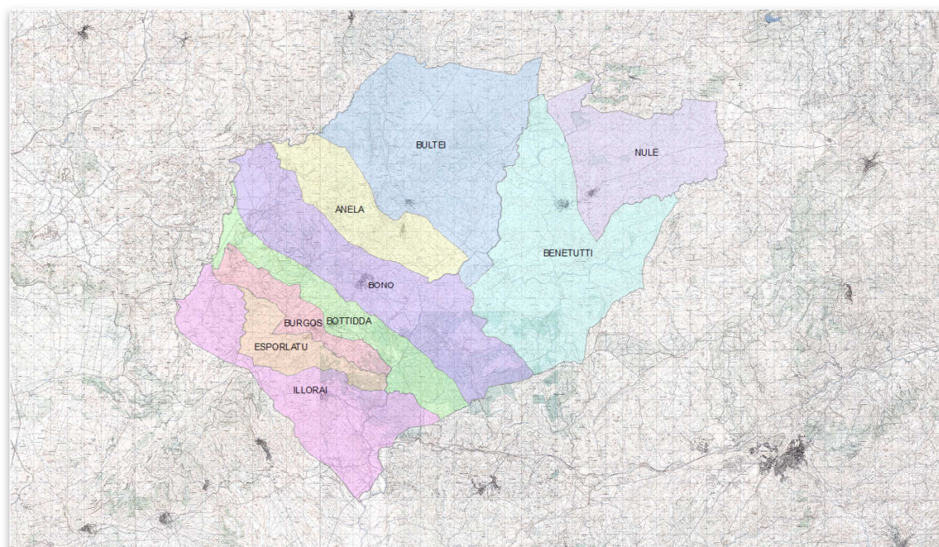 BULTEI
NULE
ANELA
BENETUTTI
BONO
BURGOS
BOTTIDDA
ESPORLATU
ILLORAI